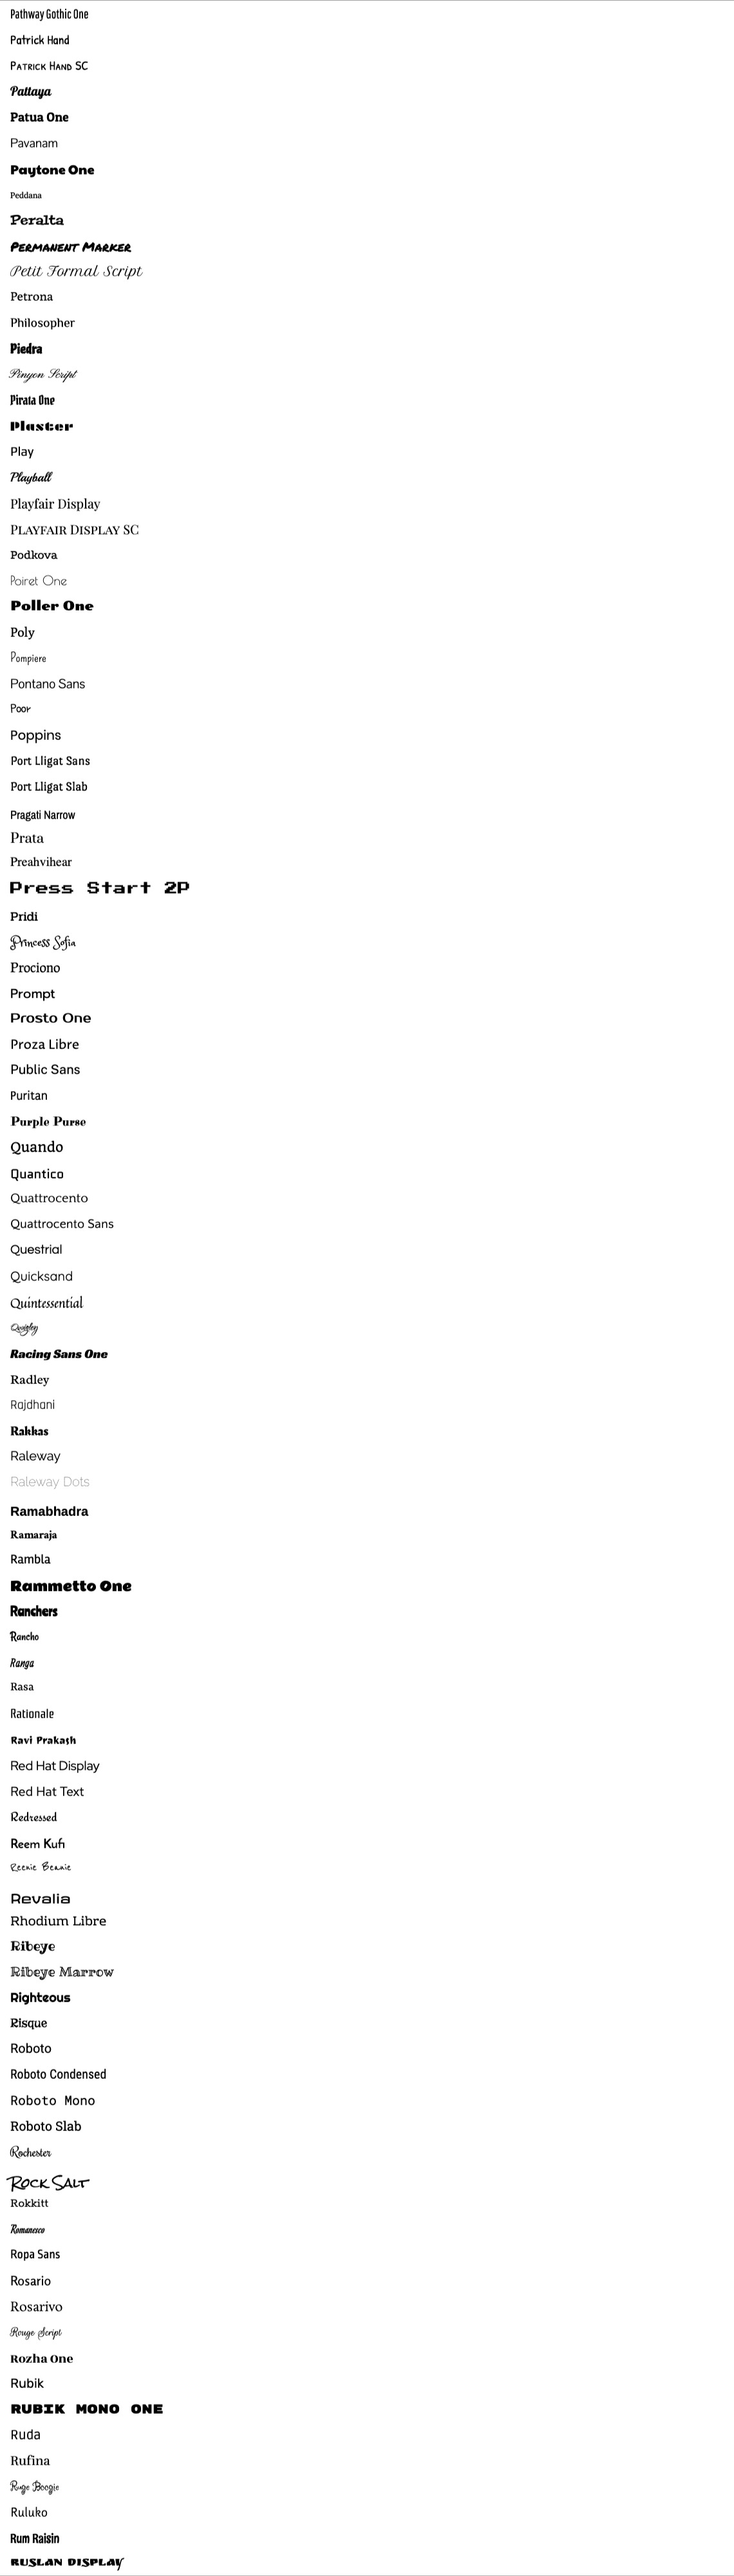 Pathway Gothic One
Patrick Hand
Patrick Hand SC
Pattaya
Patua One
Pavanam
Paytone One
Peddana
Peralta
Permanent Marker
Petit Formal Script
Petrona
Philosopher
Piedra
Pinyon Script
Pirata One
Plaster
Play
Playball
Playfair Display
Playfair Display SC
Podkova
Poiret One
Poller One
Poly
Pompiere
Pontano Sans
Poor
Poppins
Port Lligat Sans
Port Lligat Slab
Pragati Narrow
Prata
Preahvihear
Press Start 2P
Pridi
Princess Sofia
Prociono
Prompt
Prosto One
Proza Libre
Public Sans
Puritan
Purple Purse
Quando
Quantico
Quattrocento
Quattrocento Sans
Questrial
Quicksand
Quintessential
Quigley
Racing Sans One
Radley
Rajdhani
Rakkas
Raleway
Raleway Dots
Ramabhadra
Ramaraja
Rambla
Rammetto One
Ranchers
Rancho
Ranga
Rasa
Rationale
Ravi Prakash
Red Hat Display
Red Hat Text
Redressed
Reem Kufi
Reenie Beanie
Revalia
Rhodium Libre
Ribeye
Ribeye Marrow
Righteous
Risque
Roboto
Roboto Condensed
Roboto Mono
Roboto Slab
Rochester
Rock Salt
Rokkitt
Romanesco
Ropa Sans
Rosario
Rosarivo
Rouge Script
Rozha One
Rubik
RUBIK MONO ONE
Ruda
Rufina
Ruge Boogie
Ruluko
Rum Raisin
RUSLAN DISPLAY